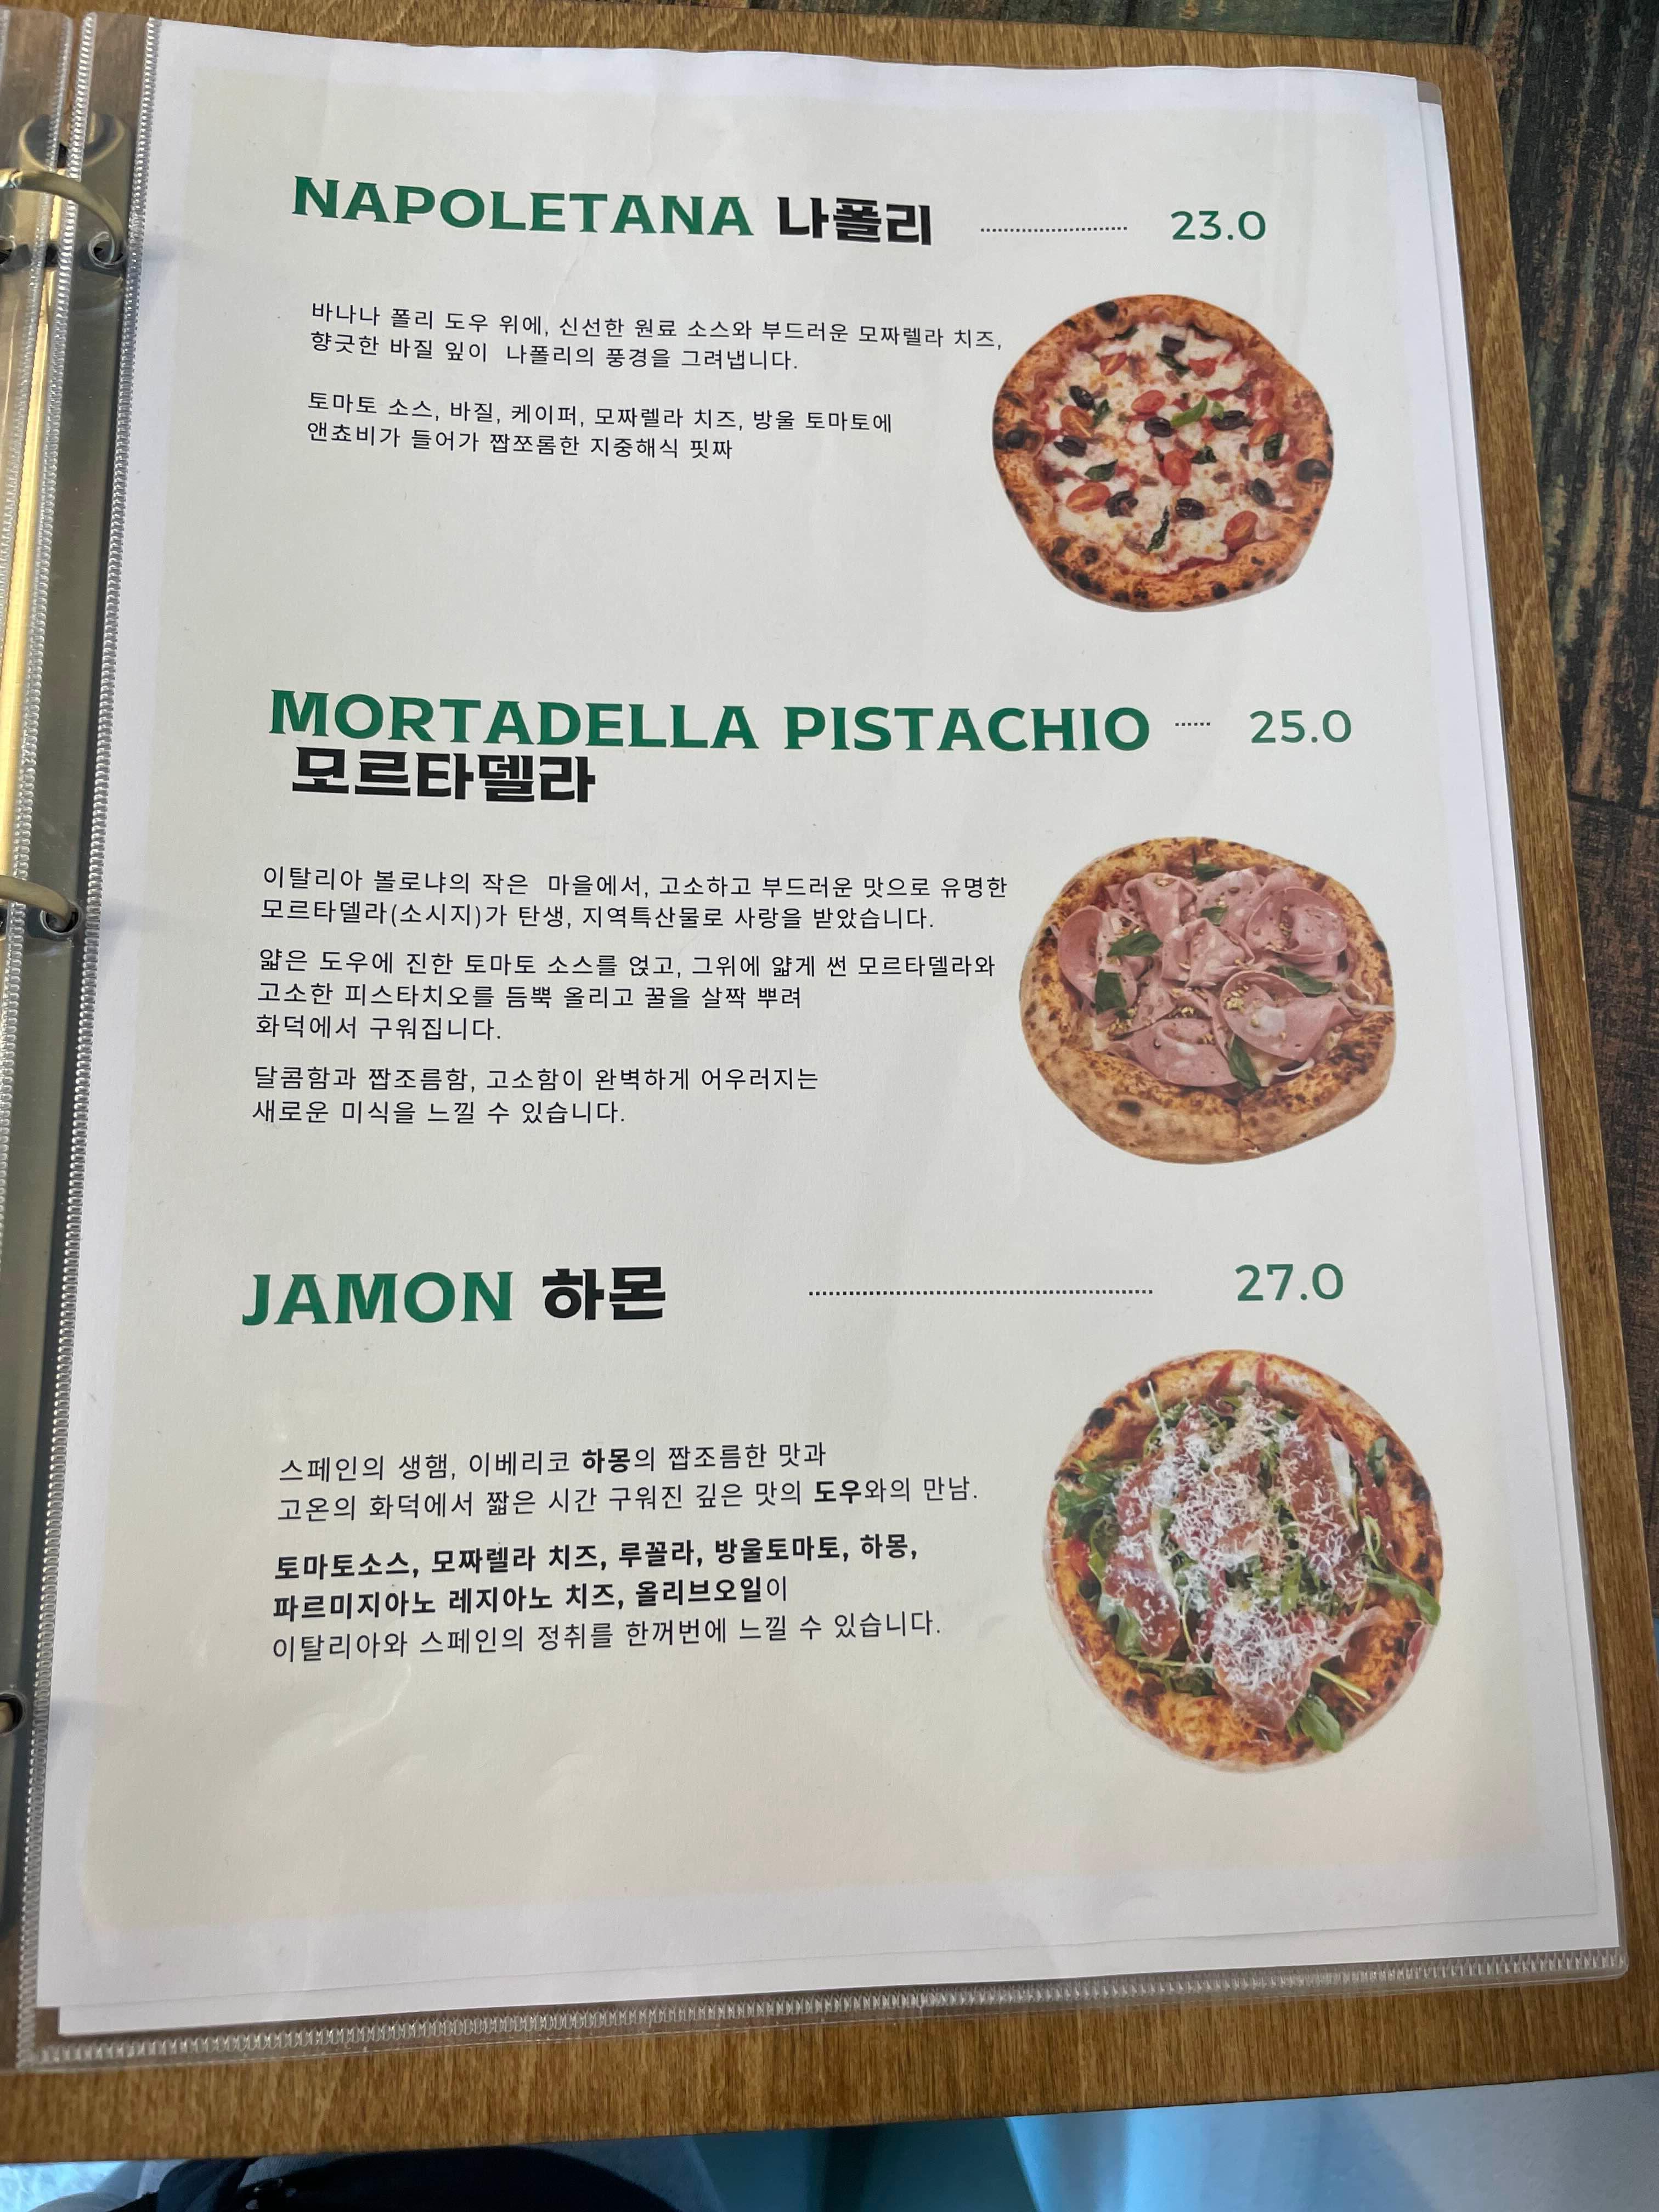 NAPOLETANA 나폴리 23.0
바나나 폴리 도우 위에, 신선한 원료 소스와 부드러운 모짜렐라 치즈,
향긋한 바질 잎이 나폴리의 풍경을 그려냅니다.
토마토 소스, 바질, 케이퍼, 모짜렐라 치즈, 방울 토마토에
앤쵸비가 들어가 짭쪼롬한 지중해식 핏짜
MORTADELLA PISTACHIO 25.0
모르타델라
이탈리아 볼로냐의 작은 마을에서, 고소하고 부드러운 맛으로 유명한
모르타델라(소시지)가 탄생, 지역특산물로 사랑을 받았습니다.
얇은 도우에 진한 토마토 소스를 얹고, 그위에 얇게 썬 모르타델라와
고소한 피스타치오를 듬뿍 올리고 꿀을 살짝 뿌려
화덕에서 구워집니다.
달콤함과 짭조름함, 고소함이 완벽하게 어우러지는
새로운 미식을 느낄 수 있습니다.
JAMON 하몬 27.0
스페인의 생햄, 이베리코 하몽의 짭조름한 맛과
고온의 화덕에서 짧은 시간 구워진 깊은 맛의 도우와의 만남.
토마토소스, 모짜렐라 치즈, 루꼴라, 방울토마토, 하몽,
파르미지아노 레지아노 치즈, 올리브오일이
이탈리아와 스페인의 정취를 한꺼번에 느낄 수 있습니다.